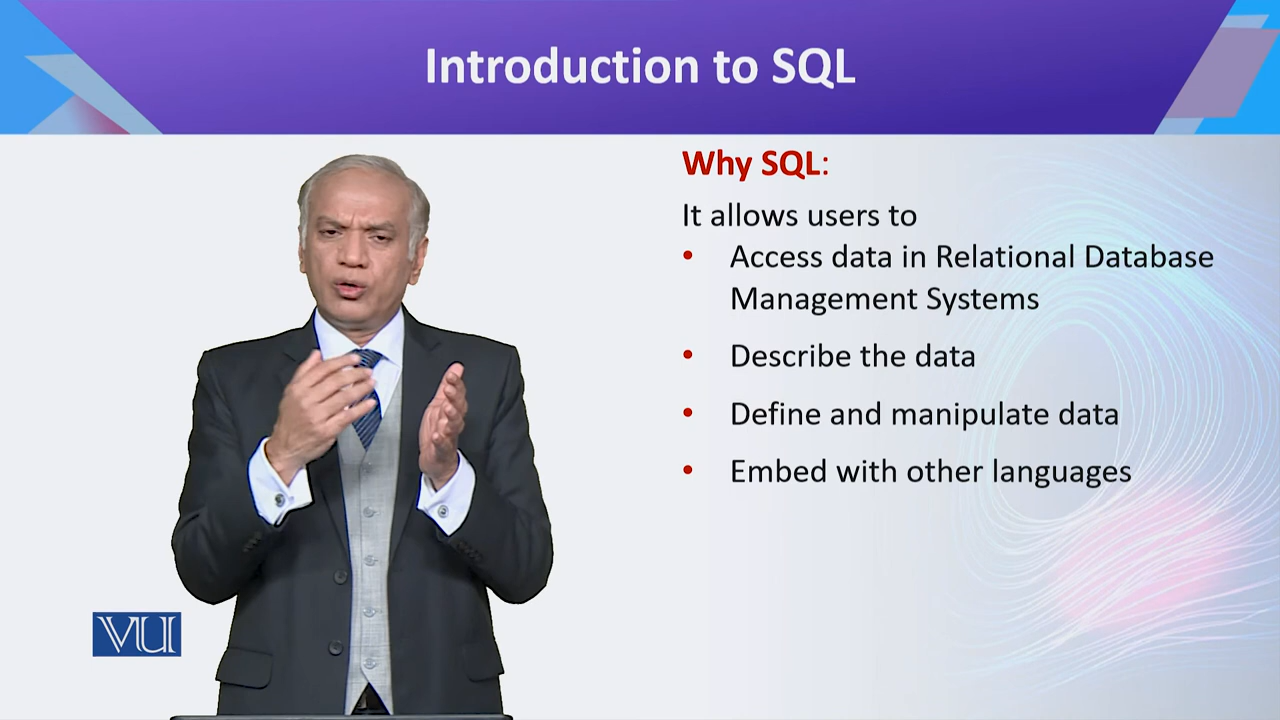 Introduction to SQL
Why SQL:
It allows users to
• Access data in Relational Database
Management Systems
• Describe the data
• Define and manipulate data
• Embed with other languages
VU